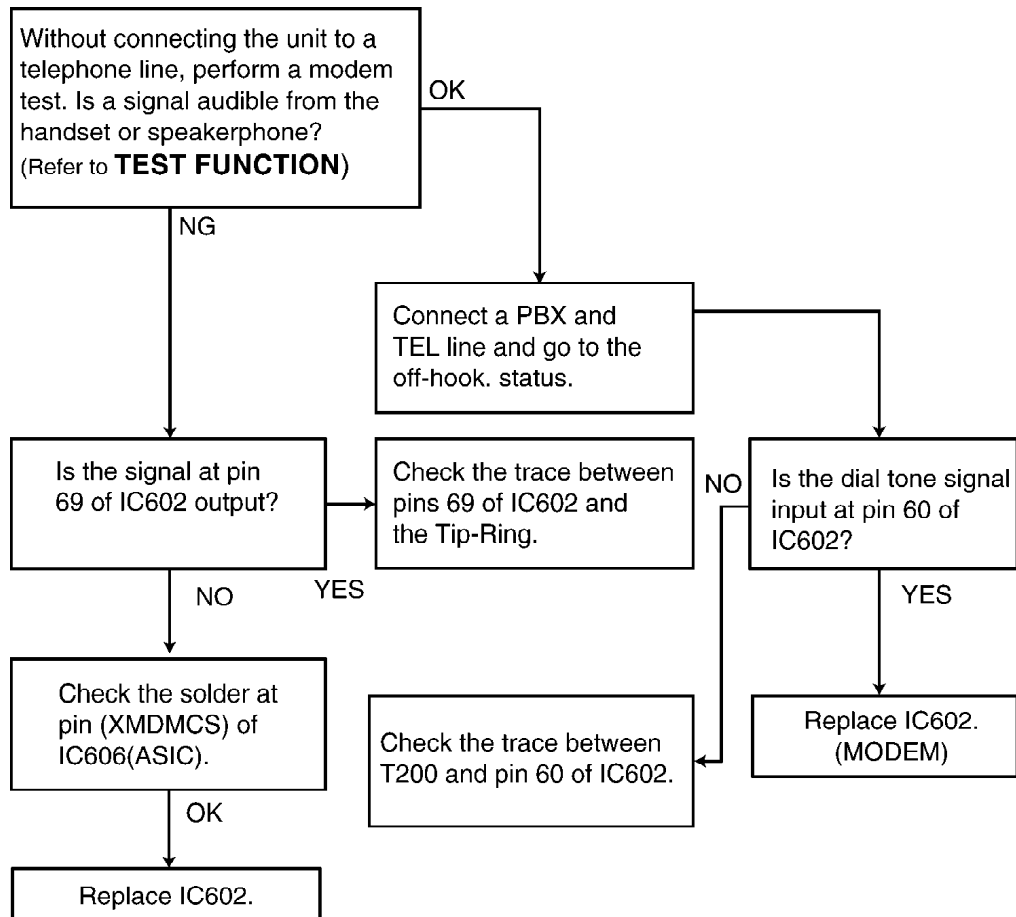 Without connecting the unit to a
telephone line, perform a modem
test. Is a signal audible from the
handset or speakerphone?
(Refer to TEST FUNCTION)
OK
NG
Connect a PBX and
TEL line and go to the
off-hook. status.
Is the signal at pin
69 of IC602 output?
YES
Check the trace between
pins 69 of IC602 and
the Tip-Ring.
NO
Is the dial tone signal
input at pin 60 of
IC602?
NO
YES
Check the solder at
pin (XMDMCS) of
IC606(ASIC).
Check the trace between
T200 and pin 60 of IC602.
Replace IC602.
(MODEM)
OK
Replace IC602.